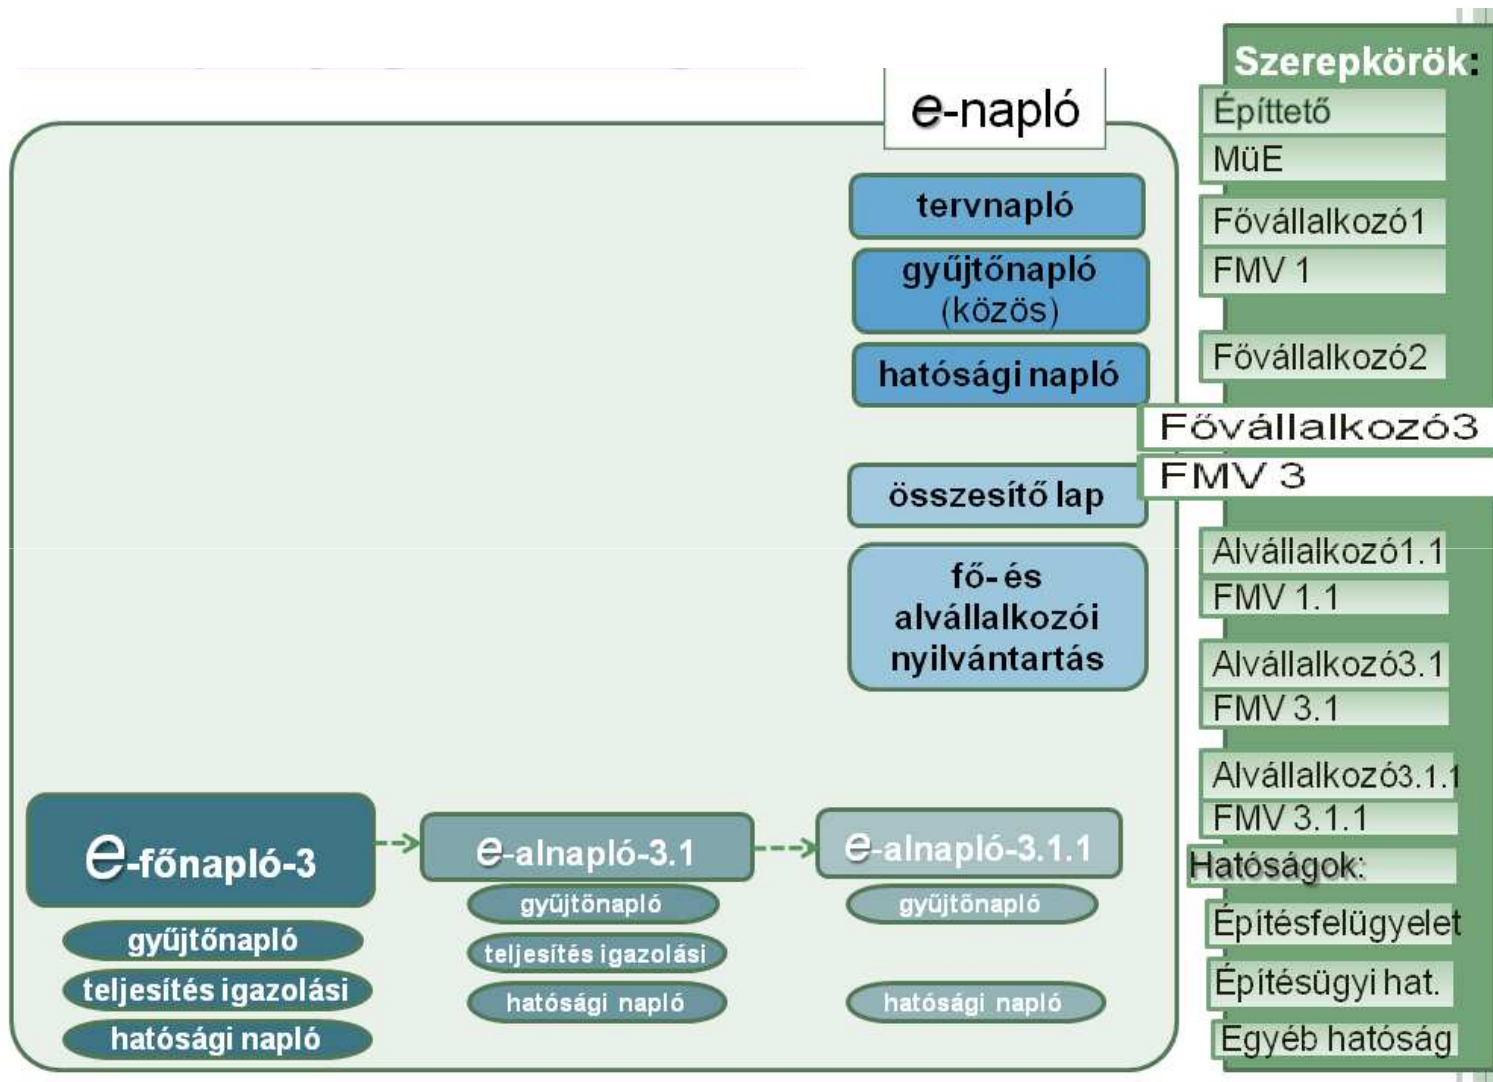 e-napló
tervnapló
gyűjtőnapló
(közös)
hatósági napló
összesítő lap
fő- és
alvállalkozói
nyilvántartás
e-főnapló-3
gyűjtőnapló
teljesítés igazolási
hatósági napló
e-alnapló-3.1
gyűjtőnapló
teljesítés igazolási
hatósági napló
e-alnapló-3.1.1
gyűjtőnapló
hatósági napló
Szerepkörök:
Építtető
MüE
Fővállalkozó1
FMV 1
Fővállalkozó2
Fővállalkozó3
FMV 3
Alvállalkozó1.1
FMV 1.1
Alvállalkozó3.1
FMV 3.1
Alvállalkozó3.1.1
FMV 3.1.1
Hatóságok:
Építésfelügyelet
Építésügyi hat.
Egyéb hatóság